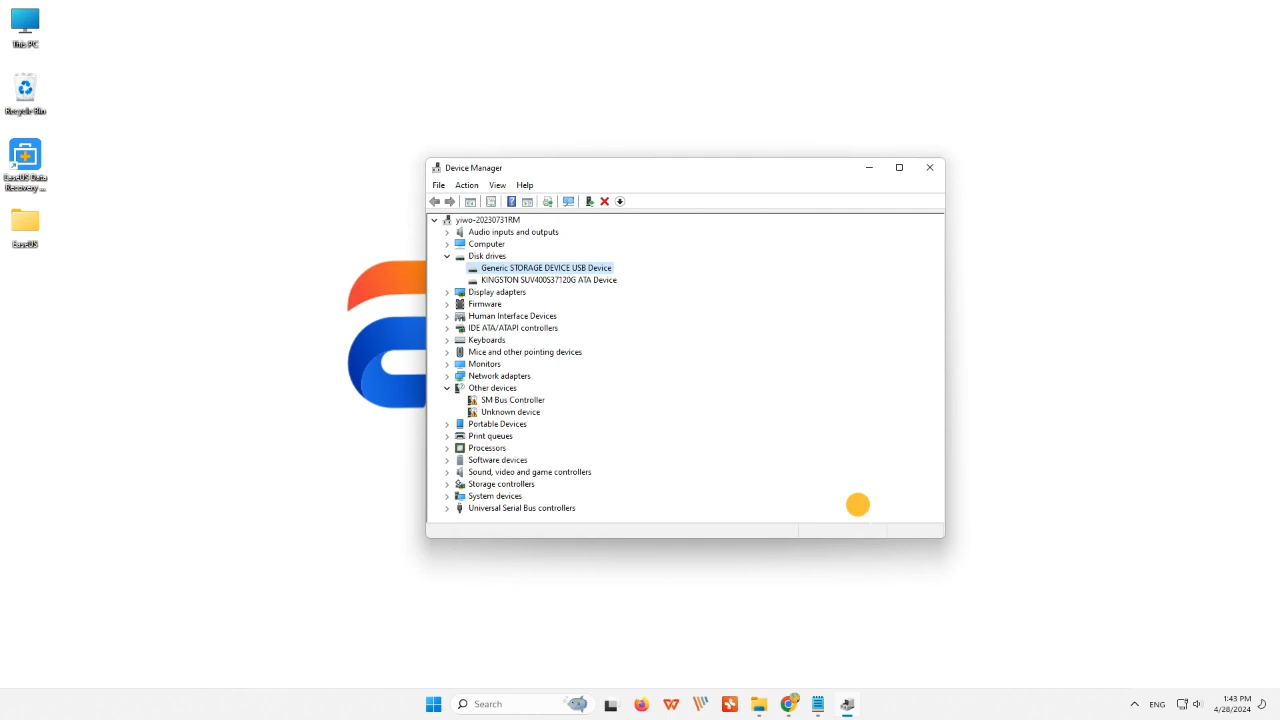 This PC
Recycle Bin
EaseUS Data
Recovery ...
EaseUS
Device Manager
File Action View Help
yiwo-20230731RM
Audio inputs and outputs
Computer
Disk drives
Generic STORAGE DEVICE USB Device
KINGSTON SUV400S37120G ATA Device
Display adapters
Firmware
Human Interface Devices
IDE ATA/ATAPI controllers
Keyboards
Mice and other pointing devices
Monitors
Network adapters
Other devices
SM Bus Controller
Unknown device
Portable Devices
Print queues
Processors
Software devices
Sound, video and game controllers
Storage controllers
System devices
Universal Serial Bus controllers
Search
ENG
1:43 PM
4/28/2024